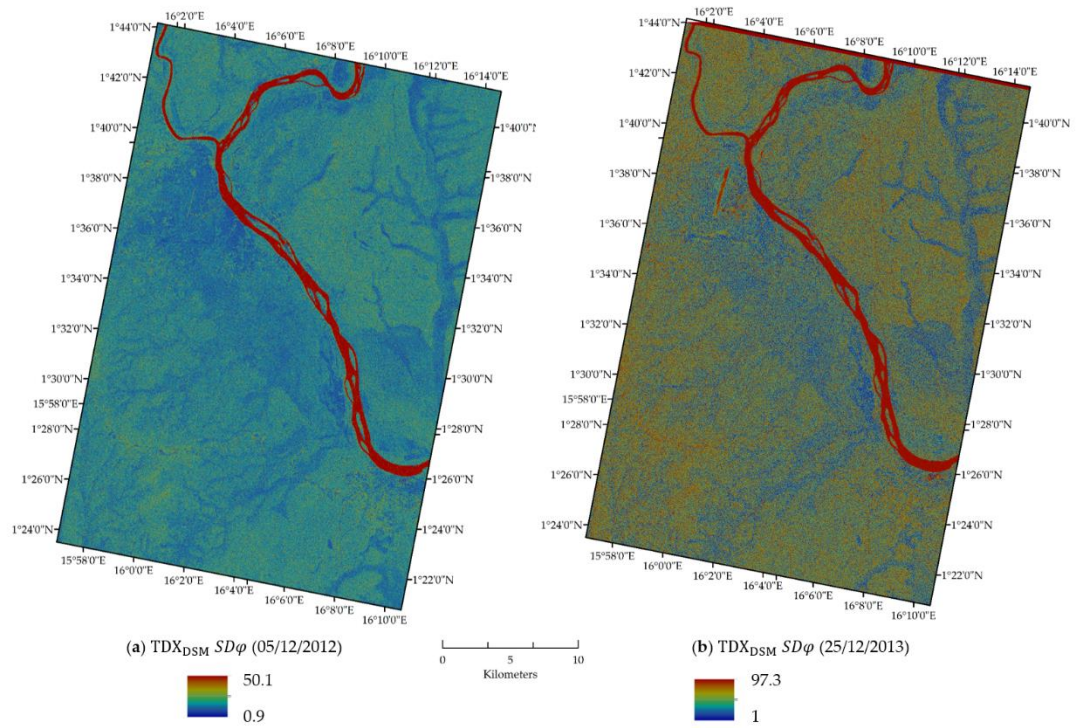 16°2'0"E
16°4'0"E
16°6'0"E
16°8'0"E
16°10'0"E
16°12'0"E
16°14'0"E
1°44'0"N
1°42'0"N
1°40'0"N
1°38'0"N
1°36'0"N
1°34'0"N
1°32'0"N
1°30'0"N
15°58'0"E
1°28'0"N
1°26'0"N
1°24'0"N
1°40'0"N
1°38'0"N
1°36'0"N
1°34'0"N
1°32'0"N
1°30'0"N
1°28'0"N
1°26'0"N
1°24'0"N
1°22'0"N
15°58'0"E
16°0'0"E
16°2'0"E
16°4'0"E
16°6'0"E
16°8'0"E
16°10'0"E
(a) TDX_DSM SDφ (05/12/2012)
50.1
0.9
0 5 10
Kilometers
16°2'0"E
16°4'0"E
16°6'0"E
16°8'0"E
16°10'0"E
16°12'0"E
16°14'0"E
1°44'0"N
1°42'0"N
1°40'0"N
1°38'0"N
1°36'0"N
1°34'0"N
1°32'0"N
1°30'0"N
15°58'0"E
1°28'0"N
1°26'0"N
1°24'0"N
1°40'0"N
1°38'0"N
1°36'0"N
1°34'0"N
1°32'0"N
1°30'0"N
1°28'0"N
1°26'0"N
1°24'0"N
1°22'0"N
15°58'0"E
16°0'0"E
16°2'0"E
16°4'0"E
16°6'0"E
16°8'0"E
16°10'0"E
(b) TDX_DSM SDφ (25/12/2013)
97.3
1